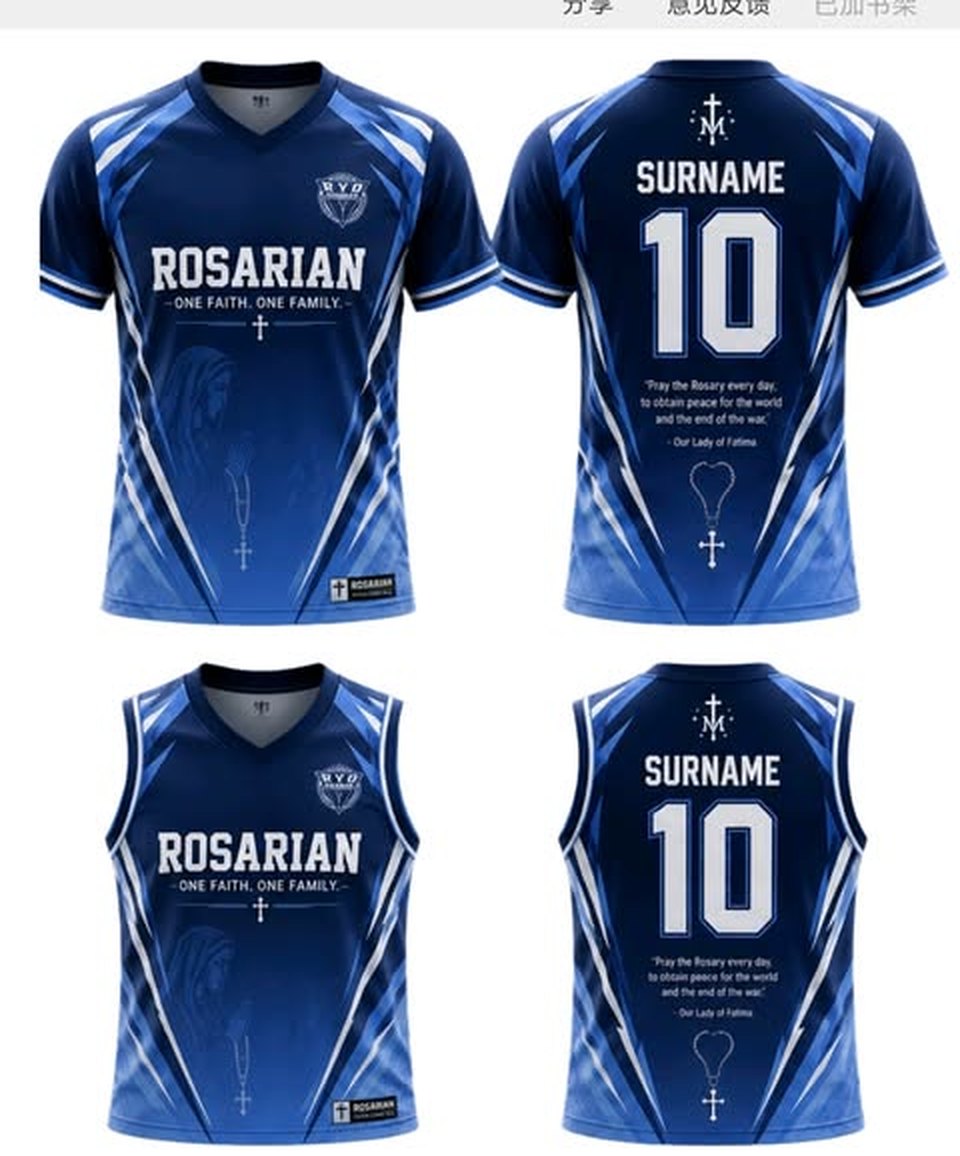 分享 意见反馈 已加书架
RYO
ROSARIAN
ONE FAITH. ONE FAMILY.
ROSARIAN
M
SURNAME
10
"Pray the Rosary every day,
to obtain peace for the world
and the end of the war."
- Our Lady of Fatima
RYO
ROSARIAN
ONE FAITH. ONE FAMILY.
ROSARIAN
M
SURNAME
10
"Pray the Rosary every day,
to obtain peace for the world
and the end of the war."
- Our Lady of Fatima